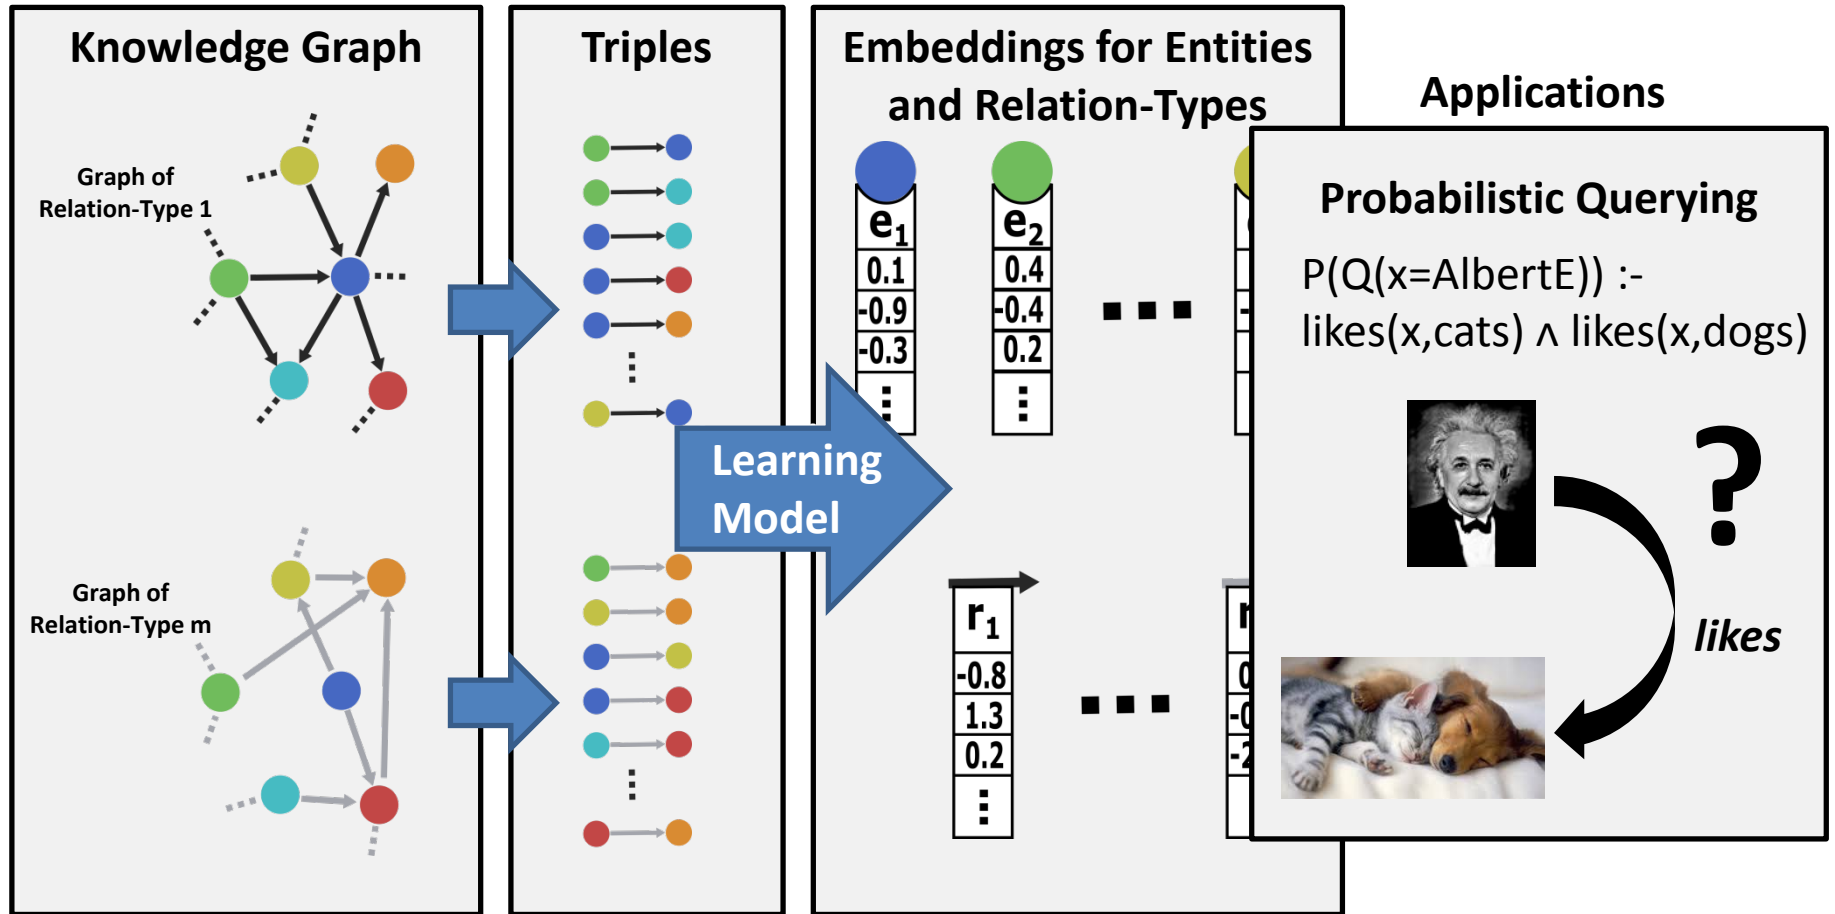 Knowledge Graph
Graph of
Relation-Type 1
Graph of
Relation-Type m
Triples
Learning
Model
Embeddings for Entities
and Relation-Types
e1
0.1
-0.9
-0.3
e2
0.4
-0.4
0.2
r1
-0.8
1.3
0.2
Applications
Probabilistic Querying
P(Q(x=AlbertE)) :-
likes(x,cats) ∧ likes(x,dogs)
?
likes